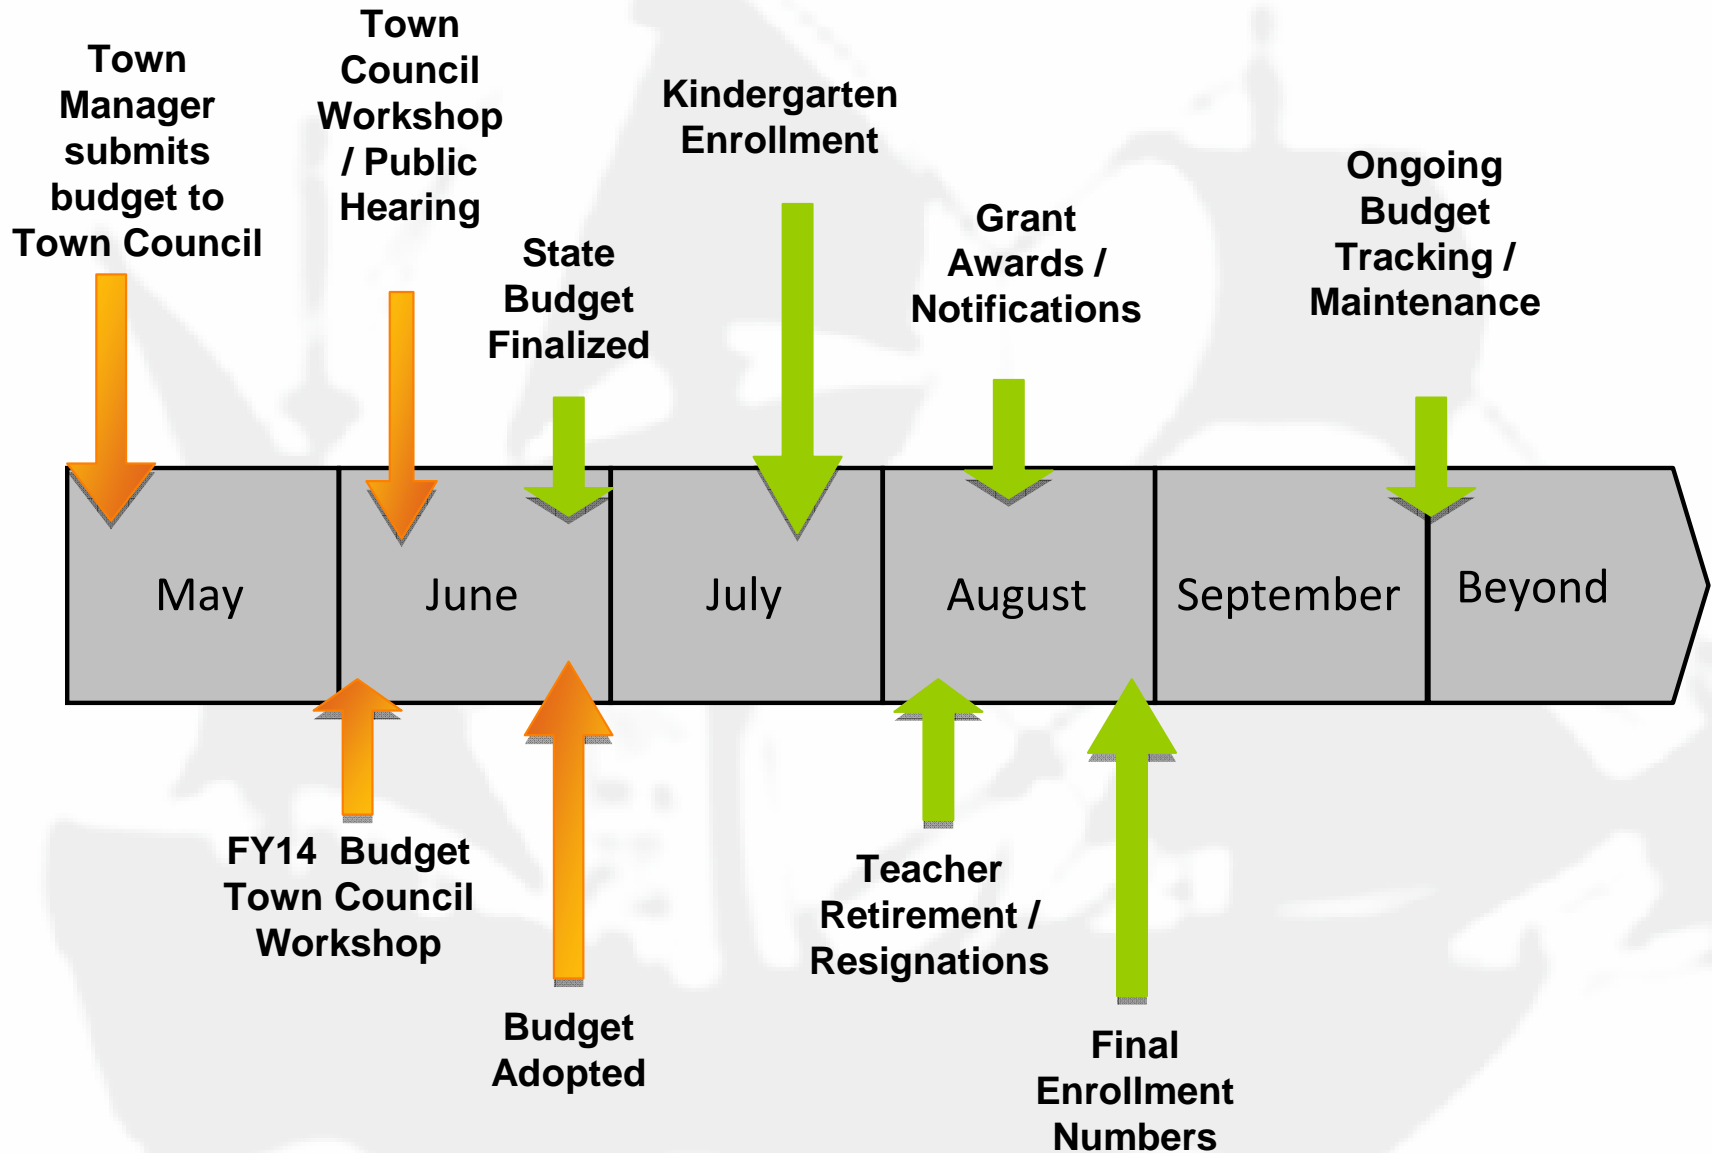 Town
Manager
submits
budget to
Town Council
Town
Council
Workshop
/ Public
Hearing
State
Budget
Finalized
Kindergarten
Enrollment
Grant
Awards /
Notifications
Ongoing
Budget
Tracking /
Maintenance
May
June
July
August
September
Beyond
FY14 Budget
Town Council
Workshop
Budget
Adopted
Teacher
Retirement /
Resignations
Final
Enrollment
Numbers